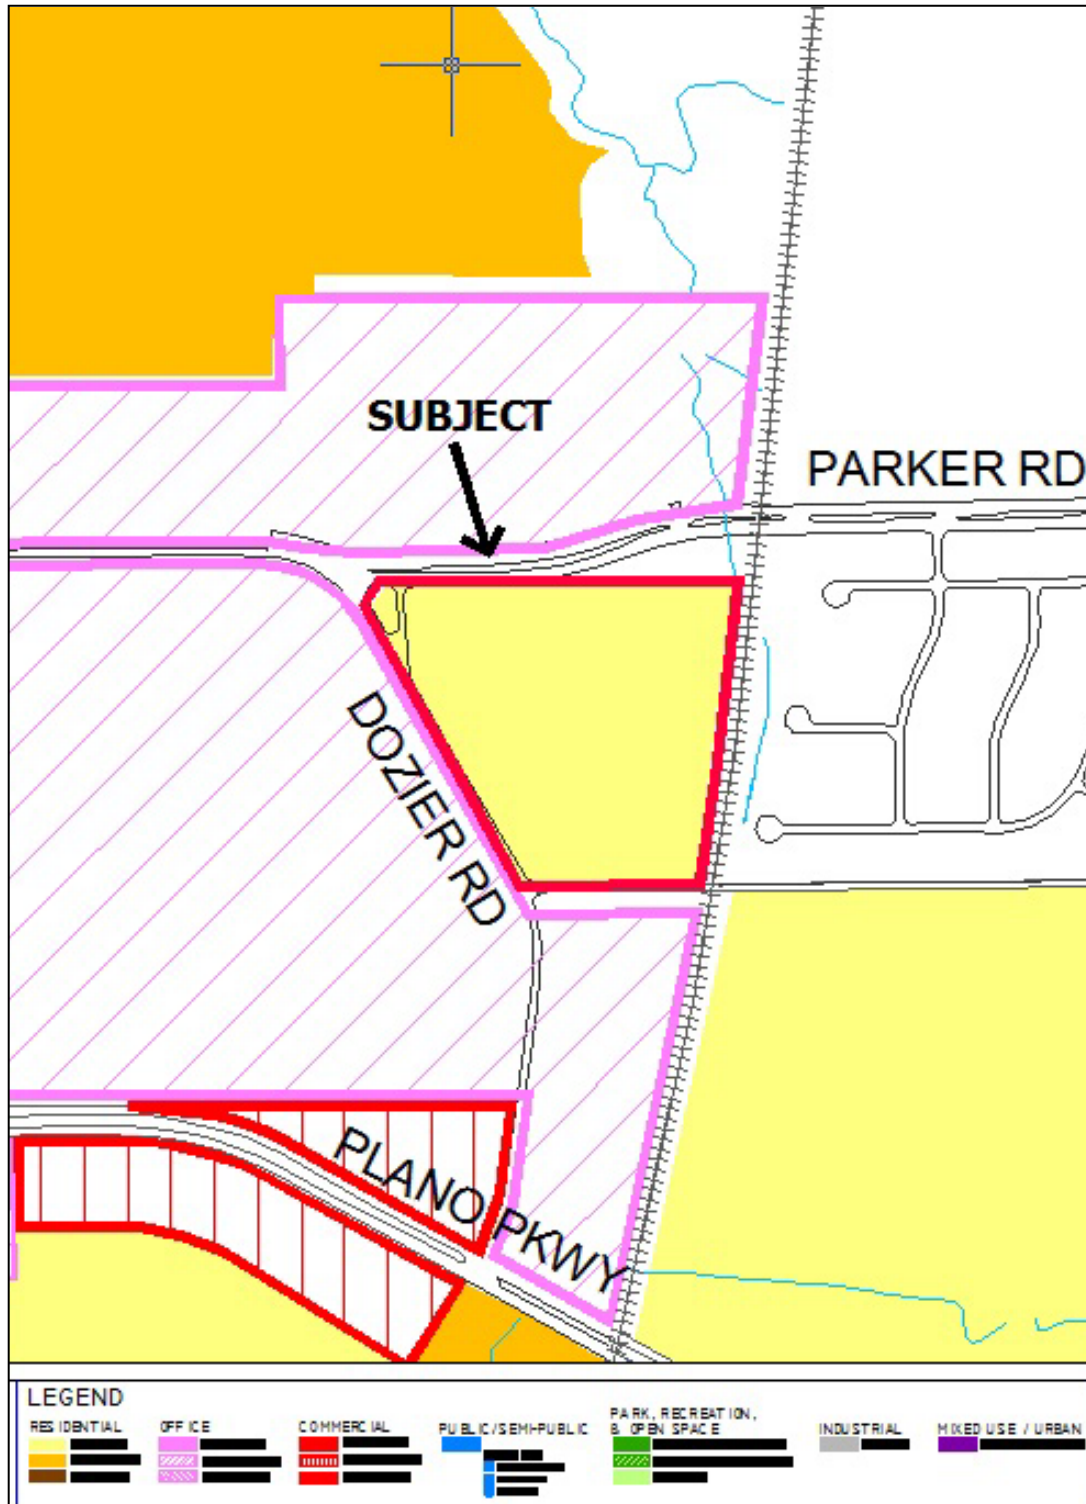 SUBJECT
PARKER RD
DOZIER RD
PLANO PKWY
LEGEND
RESIDENTIAL
OFFICE
COMMERCIAL
PUBLIC/SEMI-PUBLIC
PARK, RECREATION,
& OPEN SPACE
INDUSTRIAL
MIXED USE / URBAN